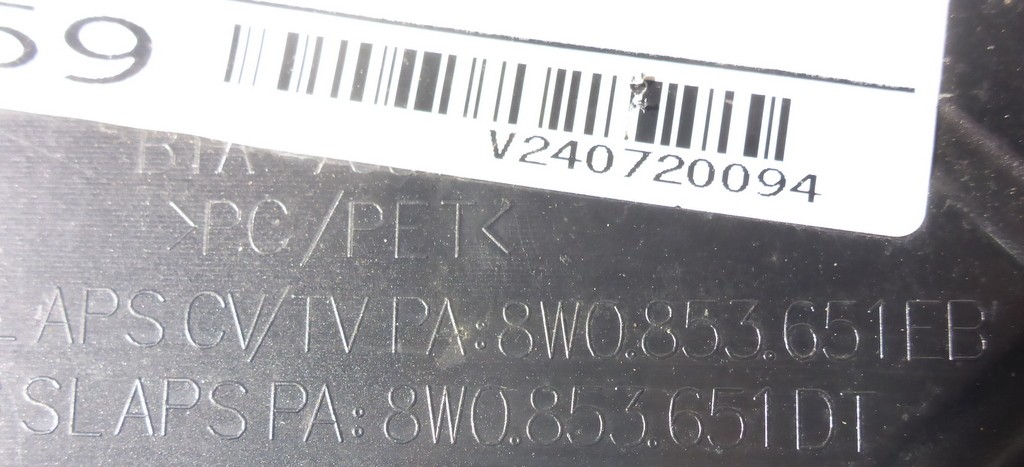 59
V240720094
>PC/PET<
LAPS CV/TV PA:8W0.853.651EB
SLAPS PA: 8W0.853.651DT